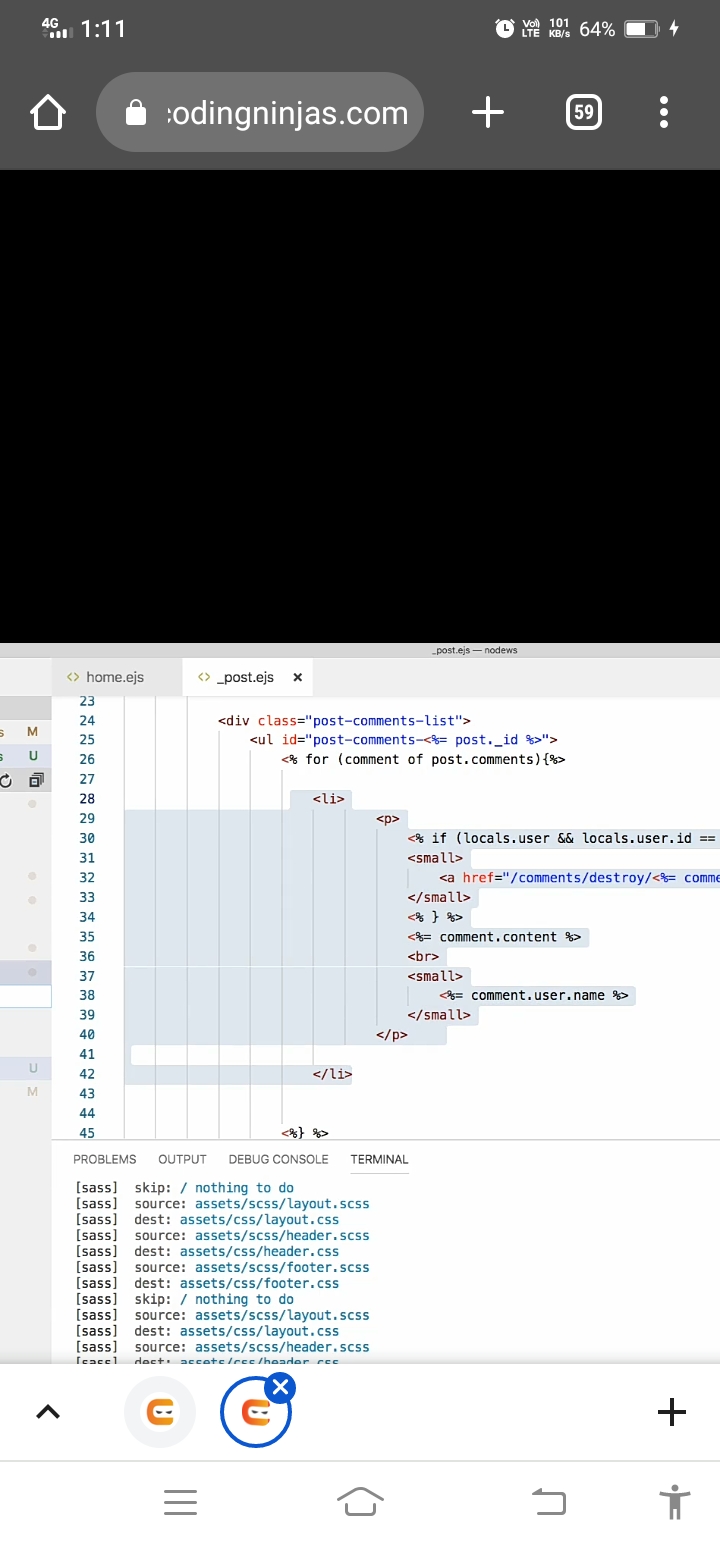 4G 1:11 Vo) LTE 101 KB/s 64%
codingninjas.com 59
_post.ejs — nodews
home.ejs _post.ejs ×
s M
s U
U
M
23
24 <div class="post-comments-list">
25 <ul id="post-comments-<%= post._id %>">
26 <% for (comment of post.comments){%>
27
28 <li>
29 <p>
30 <% if (locals.user && locals.user.id ==
31 <small>
32 <a href="/comments/destroy/<%= comme
33 </small>
34 <% } %>
35 <%= comment.content %>
36 <br>
37 <small>
38 <%= comment.user.name %>
39 </small>
40 </p>
41
42 </li>
43
44
45 <%} %>
PROBLEMS OUTPUT DEBUG CONSOLE TERMINAL
[sass] skip: / nothing to do
[sass] source: assets/scss/layout.scss
[sass] dest: assets/css/layout.css
[sass] source: assets/scss/header.scss
[sass] dest: assets/css/header.css
[sass] source: assets/scss/footer.scss
[sass] dest: assets/css/footer.css
[sass] skip: / nothing to do
[sass] source: assets/scss/layout.scss
[sass] dest: assets/css/layout.css
[sass] source: assets/scss/header.scss
[sass] dest: assets/css/header.css